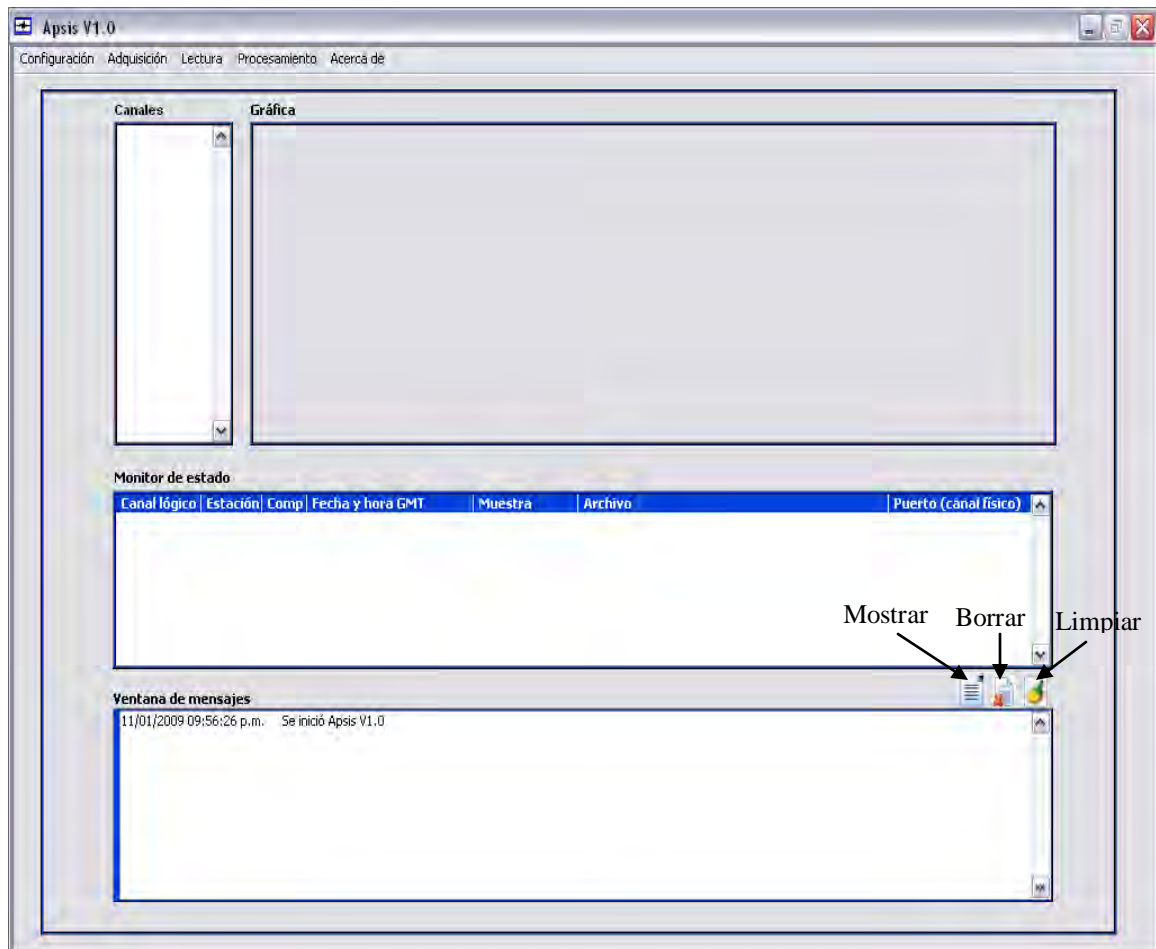 Apsis V1.0
Configuración Adquisición Lectura Procesamiento Acerca de
Canales Gráfica
Monitor de estado
Canal lógico Estación Comp Fecha y hora GMT Muestra Archivo Puerto (canal físico)
Mostrar Borrar Limpiar
Ventana de mensajes
11/01/2009 09:56:26 p.m. Se inició Apsis V1.0